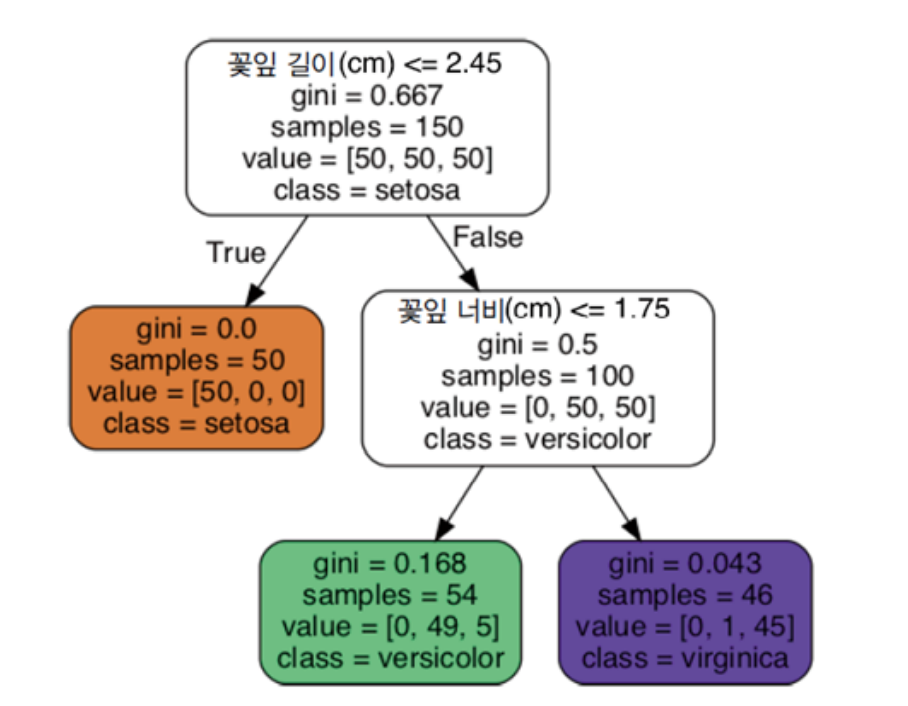 꽃잎 길이(cm) <= 2.45
gini = 0.667
samples = 150
value = [50, 50, 50]
class = setosa
True
False
gini = 0.0
samples = 50
value = [50, 0, 0]
class = setosa
꽃잎 너비(cm) <= 1.75
gini = 0.5
samples = 100
value = [0, 50, 50]
class = versicolor
gini = 0.168
samples = 54
value = [0, 49, 5]
class = versicolor
gini = 0.043
samples = 46
value = [0, 1, 45]
class = virginica